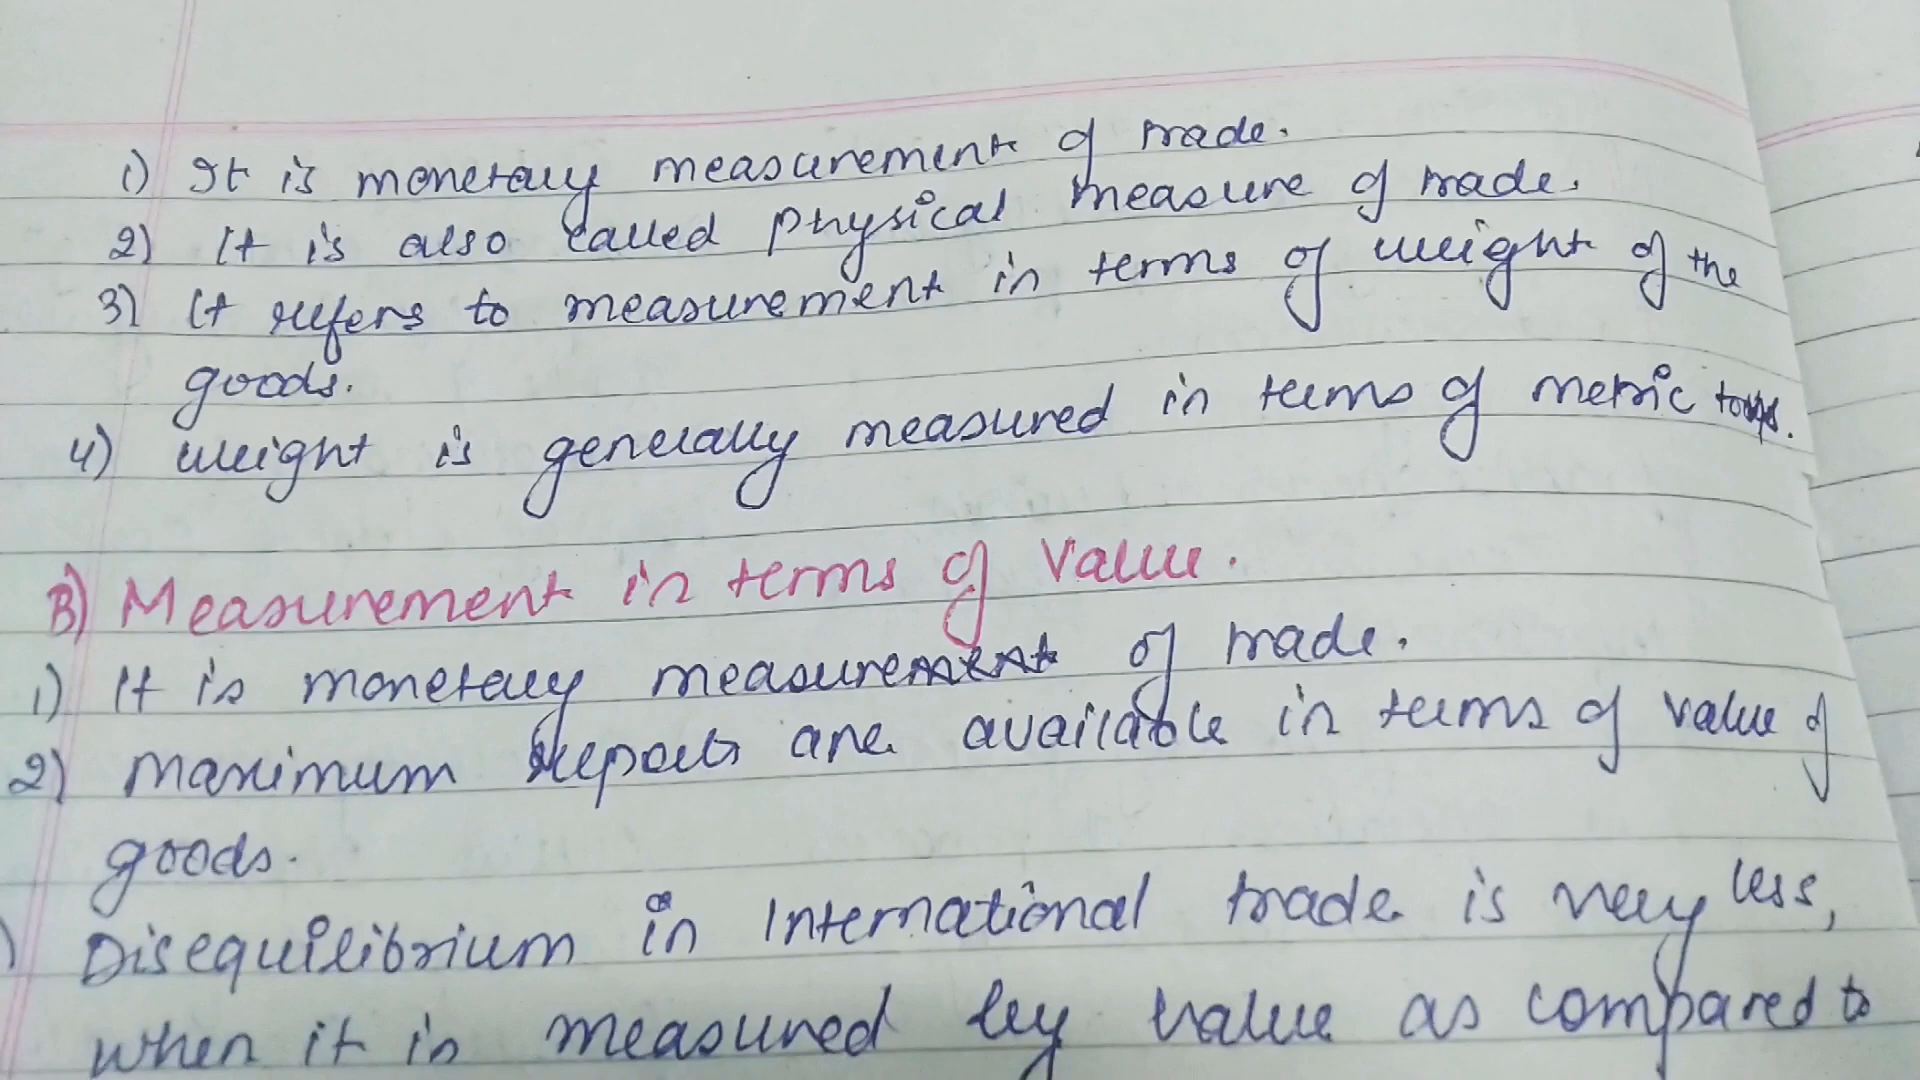 1) It is monetary measurement of trade.
2) It is also called physical measure of trade.
3) It refers to measurement in terms of weight of the
goods.
4) weight is generally measured in terms of metric tons.
B) Measurement in terms of Value.
1) It is monetary measurement of trade.
2) maximum reports are available in terms of value of
goods.
) Disequilibrium in International trade is very less,
when it is measured by value as compared to